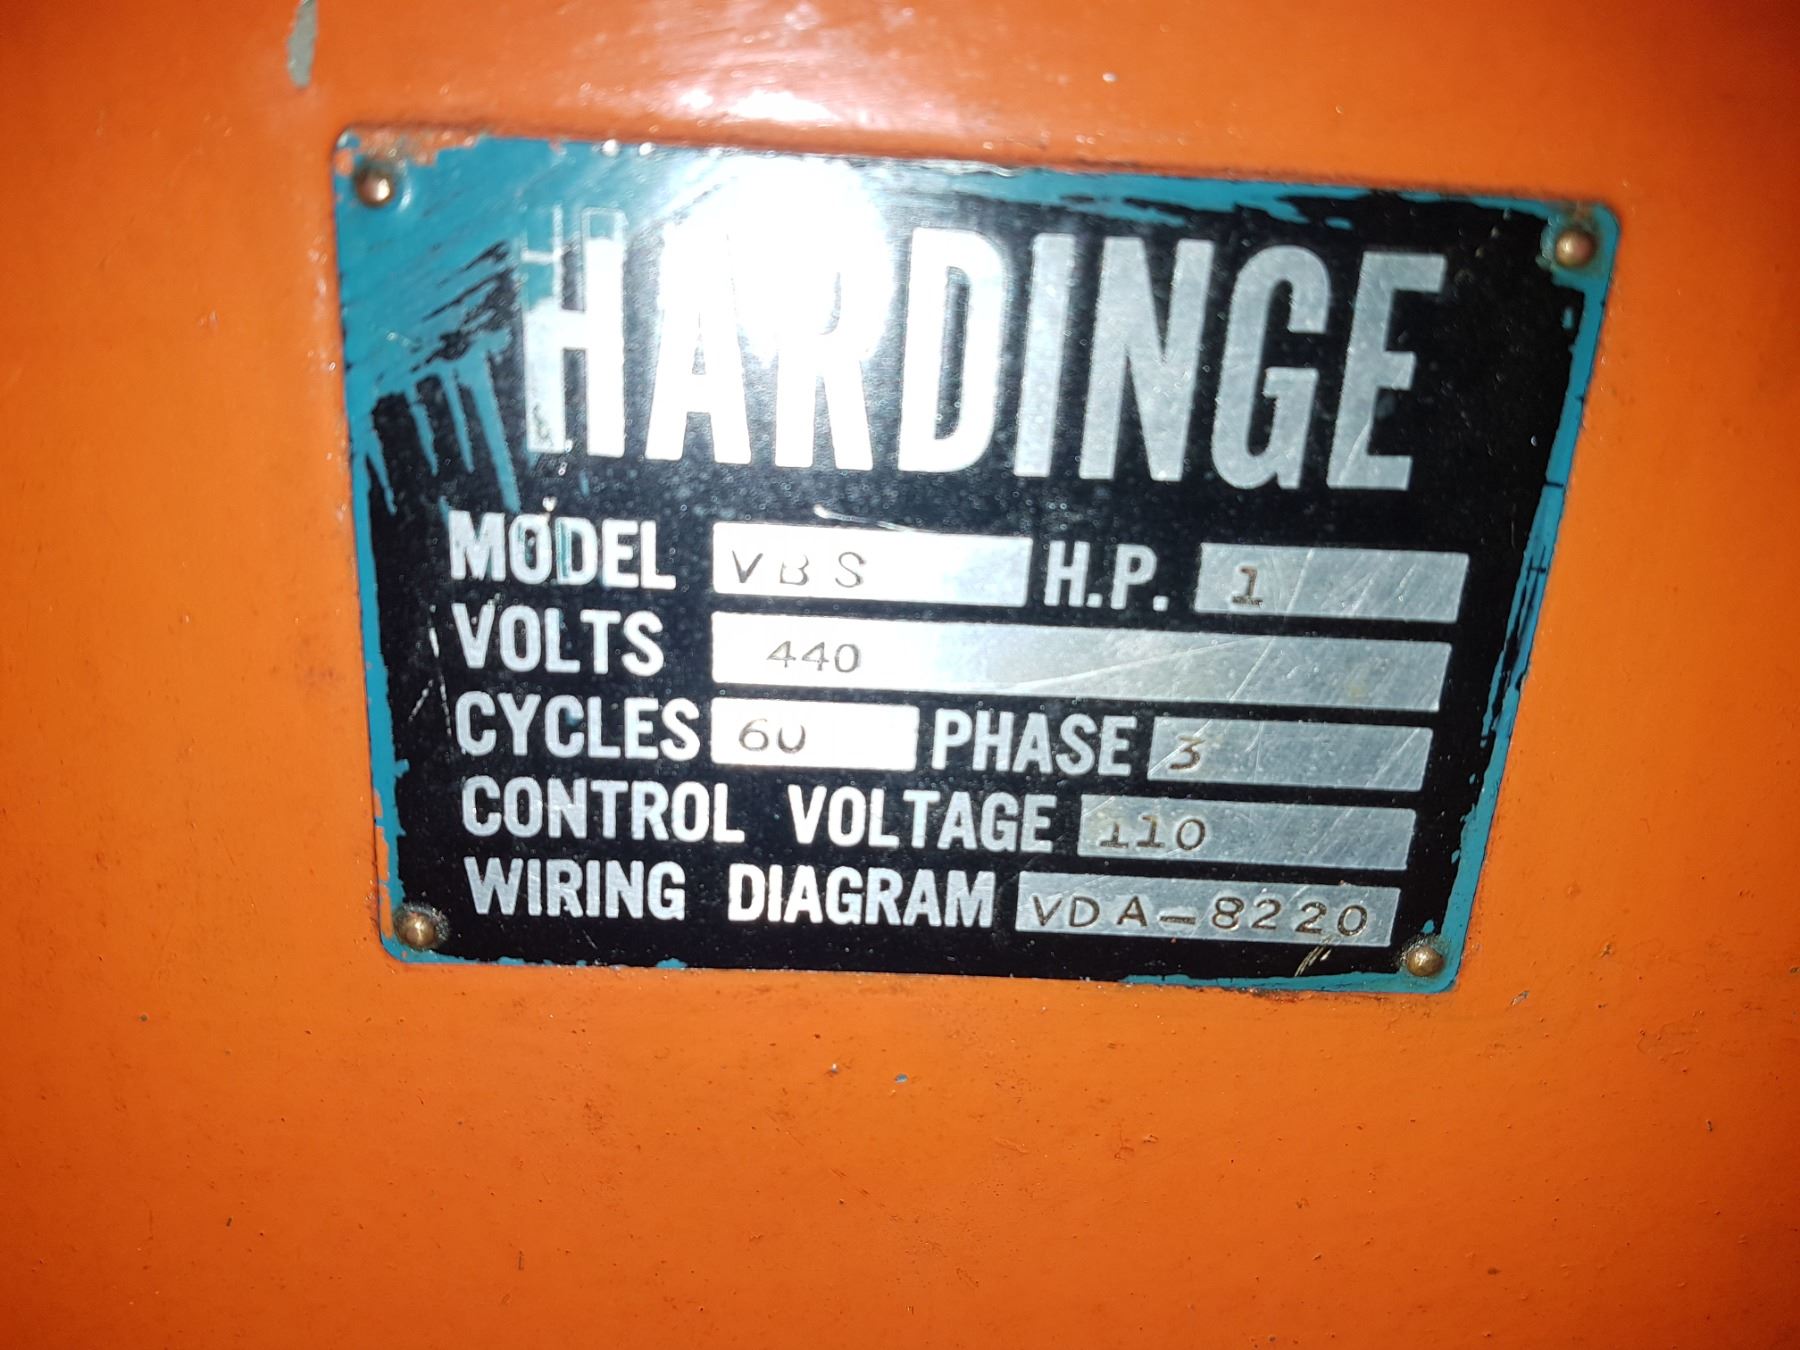 HARDINGE
MODEL VBS H.P. 1
VOLTS 440
CYCLES 60 PHASE 3
CONTROL VOLTAGE 110
WIRING DIAGRAM VDA-8220